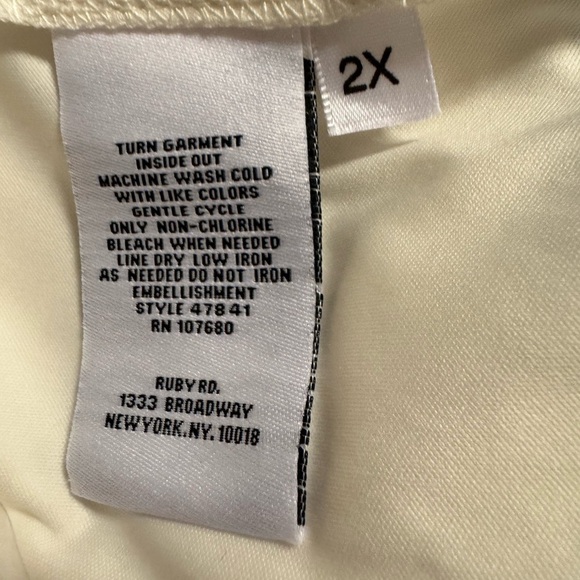 2X
TURN GARMENT
INSIDE OUT
MACHINE WASH COLD
WITH LIKE COLORS
GENTLE CYCLE
ONLY NON-CHLORINE
BLEACH WHEN NEEDED
LINE DRY LOW IRON
AS NEEDED DO NOT IRON
EMBELLISHMENT
STYLE 47841
RN 107680
RUBY RD.
1333 BROADWAY
NEW YORK, NY. 10018